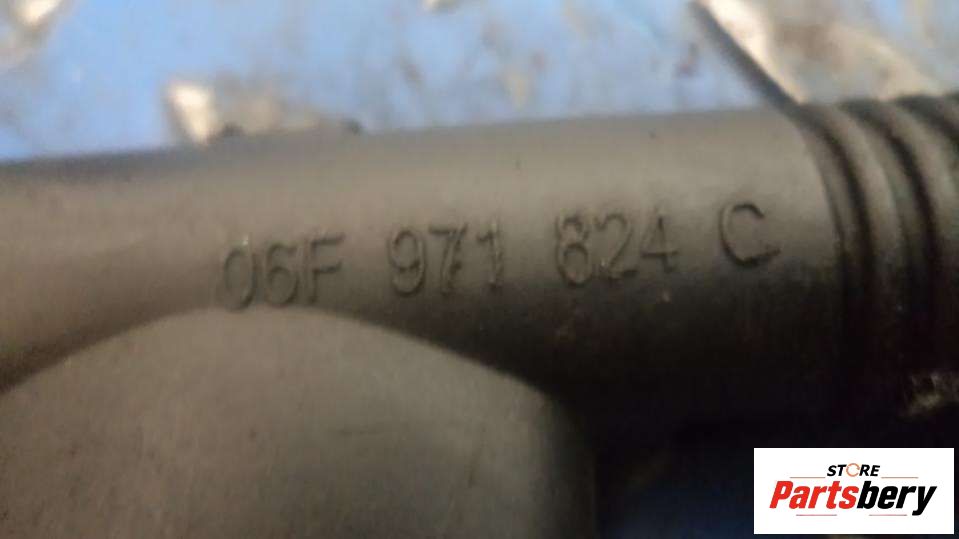 06F 971 824 C
STORE
Partsbery